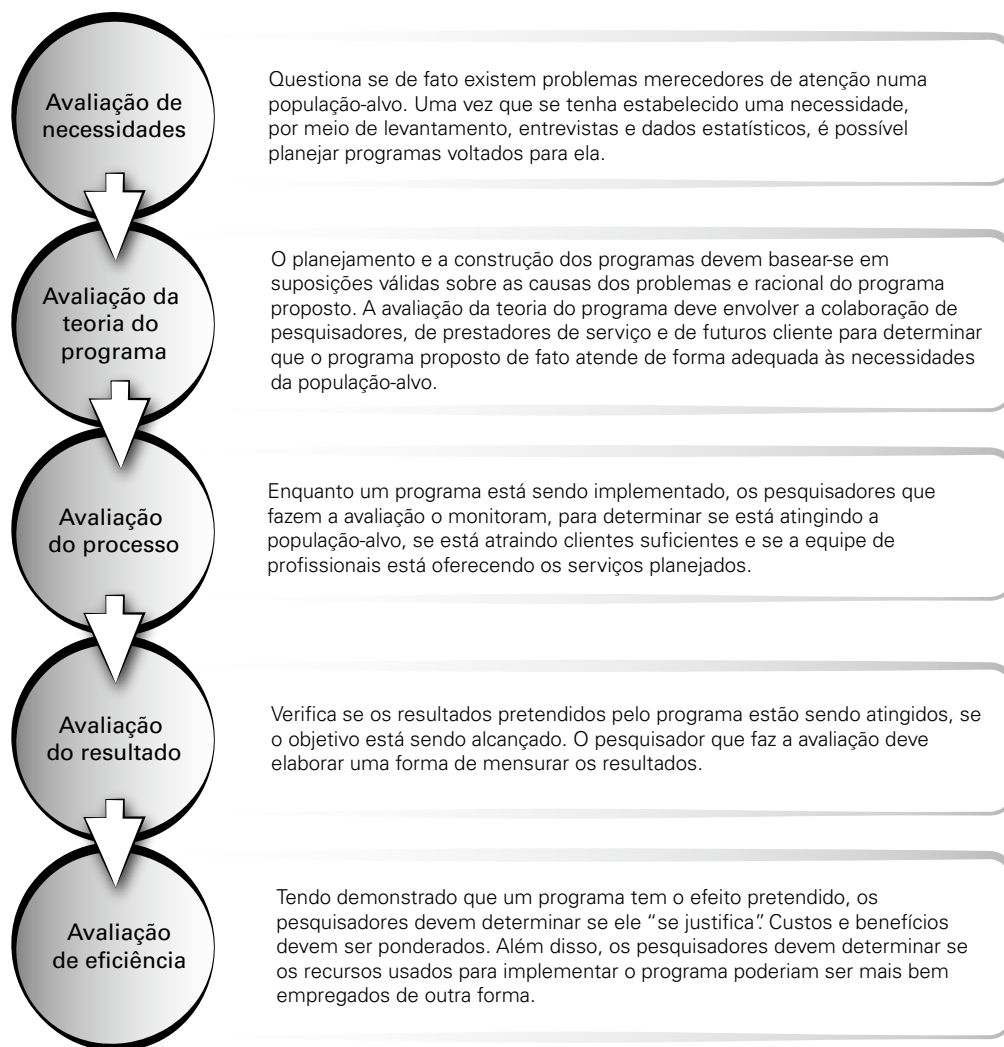 Avaliação de
necessidades
Questiona se de fato existem problemas merecedores de atenção numa
população-alvo. Uma vez que se tenha estabelecido uma necessidade,
por meio de levantamento, entrevistas e dados estatísticos, é possível
planejar programas voltados para ela.
Avaliação da
teoria do
programa
O planejamento e a construção dos programas devem basear-se em
suposições válidas sobre as causas dos problemas e racional do programa
proposto. A avaliação da teoria do programa deve envolver a colaboração de
pesquisadores, de prestadores de serviço e de futuros cliente para determinar
que o programa proposto de fato atende de forma adequada às necessidades
da população-alvo.
Avaliação
do processo
Enquanto um programa está sendo implementado, os pesquisadores que
fazem a avaliação o monitoram, para determinar se está atingindo a
população-alvo, se está atraindo clientes suficientes e se a equipe de
profissionais está oferecendo os serviços planejados.
Avaliação
do resultado
Verifica se os resultados pretendidos pelo programa estão sendo atingidos, se
o objetivo está sendo alcançado. O pesquisador que faz a avaliação deve
elaborar uma forma de mensurar os resultados.
Avaliação
de eficiência
Tendo demonstrado que um programa tem o efeito pretendido, os
pesquisadores devem determinar se ele “se justifica”. Custos e benefícios
devem ser ponderados. Além disso, os pesquisadores devem determinar se
os recursos usados para implementar o programa poderiam ser mais bem
empregados de outra forma.